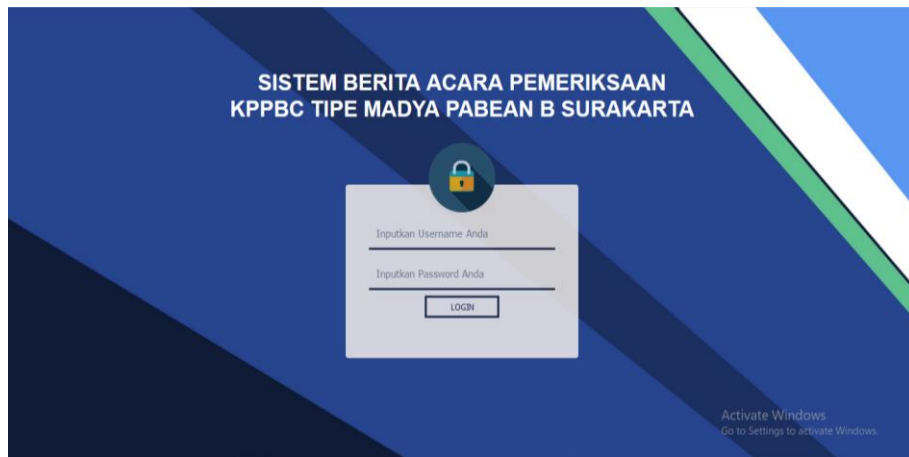 SISTEM BERITA ACARA PEMERIKSAAN
KPPBC TIPE MADYA PABEAN B SURAKARTA
Inputkan Username Anda
Inputkan Password Anda
LOGIN
Activate Windows
Go to Settings to activate Windows.